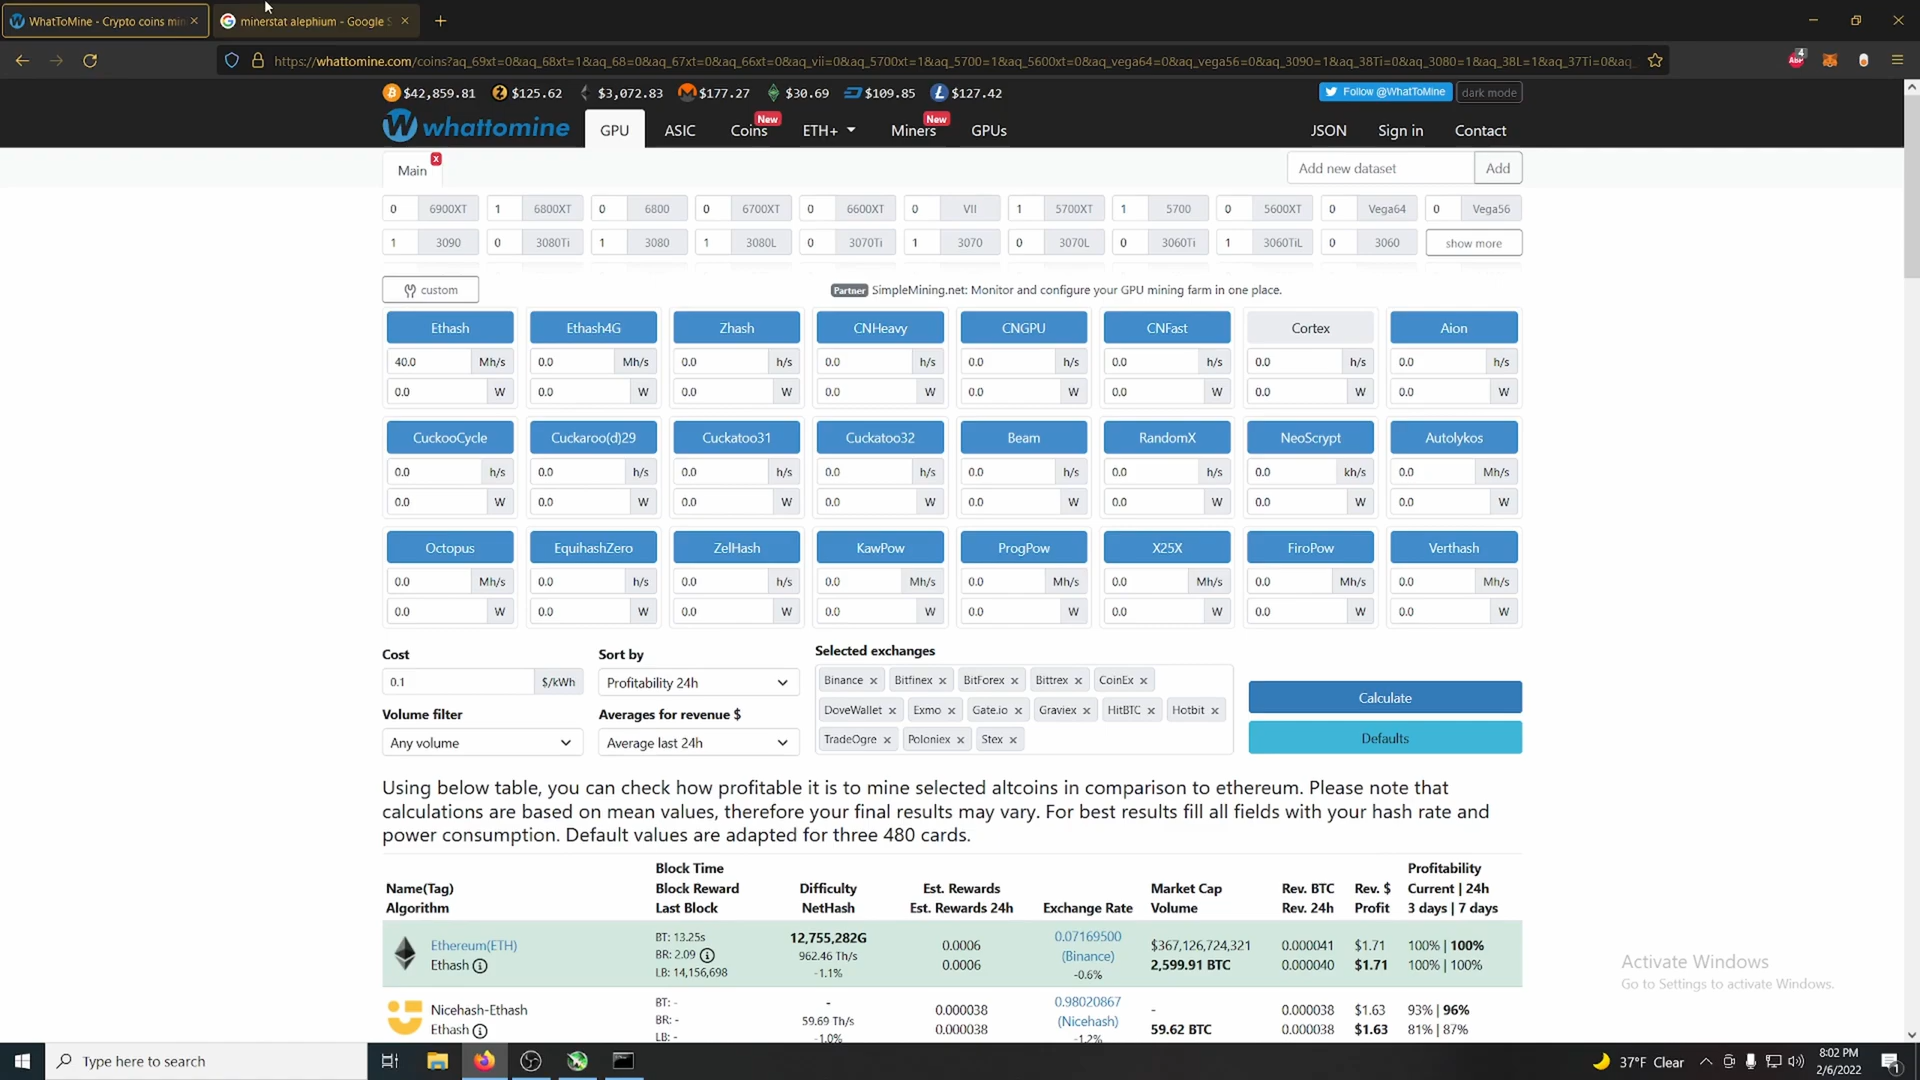 WhatToMine - Crypto coins min
minerstat alephium - Google S
https://whattomine.com/coins?aq_69xt=0&aq_68xt=1&aq_68=0&aq_67xt=0&aq_66xt=0&aq_vii=0&aq_5700xt=1&aq_5700=1&aq_5600xt=0&aq_vega64=0&aq_vega56=0&aq_3090=1&aq_38Ti=0&aq_3080=1&aq_38L=1&aq_37Ti=0&aq_
ABP 4
$42,859.81 $125.62 $3,072.83 $177.27 $30.69 $109.85 $127.42
Follow @WhatToMine dark mode
whattomine GPU ASIC Coins New ETH+ Miners New GPUs JSON Sign in Contact
Main x Add new dataset Add
0 6900XT 1 6800XT 0 6800 0 6700XT 0 6600XT 0 VII 1 5700XT 1 5700 0 5600XT 0 Vega64 0 Vega56
1 3090 0 3080Ti 1 3080 1 3080L 0 3070Ti 1 3070 0 3070L 0 3060Ti 1 3060TiL 0 3060 show more
custom Partner SimpleMining.net: Monitor and configure your GPU mining farm in one place.
Ethash Ethash4G Zhash CNHeavy CNGPU CNFast Cortex Aion
40.0 Mh/s 0.0 Mh/s 0.0 h/s 0.0 h/s 0.0 h/s 0.0 h/s 0.0 h/s 0.0 h/s
0.0 W 0.0 W 0.0 W 0.0 W 0.0 W 0.0 W 0.0 W 0.0 W
CuckooCycle Cuckaroo(d)29 Cuckatoo31 Cuckatoo32 Beam RandomX NeoScrypt Autolykos
0.0 h/s 0.0 h/s 0.0 h/s 0.0 h/s 0.0 h/s 0.0 h/s 0.0 kh/s 0.0 Mh/s
0.0 W 0.0 W 0.0 W 0.0 W 0.0 W 0.0 W 0.0 W 0.0 W
Octopus EquihashZero ZelHash KawPow ProgPow X25X FiroPow Verthash
0.0 Mh/s 0.0 h/s 0.0 h/s 0.0 Mh/s 0.0 Mh/s 0.0 Mh/s 0.0 Mh/s 0.0 Mh/s
0.0 W 0.0 W 0.0 W 0.0 W 0.0 W 0.0 W 0.0 W 0.0 W
Cost Sort by Selected exchanges
0.1 $/kWh Profitability 24h
Binance × Bitfinex × BitForex × Bittrex × CoinEx ×
Volume filter Averages for revenue $
DoveWallet × Exmo × Gate.io × Graviex × HitBTC × Hotbit ×
Any volume Average last 24h
TradeOgre × Poloniex × Stex ×
Calculate
Defaults
Using below table, you can check how profitable it is to mine selected altcoins in comparison to ethereum. Please note that
calculations are based on mean values, therefore your final results may vary. For best results fill all fields with your hash rate and
power consumption. Default values are adapted for three 480 cards.
Block Time Profitability
Name(Tag) Block Reward Difficulty Est. Rewards Market Cap Rev. BTC Rev. $ Current | 24h
Algorithm Last Block NetHash Est. Rewards 24h Exchange Rate Volume Rev. 24h Profit 3 days | 7 days
BT: 13.25s 12,755,282G 0.07169500
Ethereum(ETH) 0.0006 $367,126,724,321 0.000041 $1.71 100% | 100%
BR: 2.09 962.46 Th/s (Binance)
Ethash 0.0006 2,599.91 BTC 0.000040 $1.71 100% | 100%
LB: 14,156,698 -1.1% -0.6%
BT: - - 0.98020867
Nicehash-Ethash 0.000038 - 0.000038 $1.63 93% | 96%
BR: - 59.69 Th/s (Nicehash)
Ethash 0.000038 59.62 BTC 0.000038 $1.63 81% | 87%
LB: - -1.0% -1.2%
Activate Windows
Go to Settings to activate Windows.
Type here to search
37°F Clear
8:02 PM
2/6/2022
1